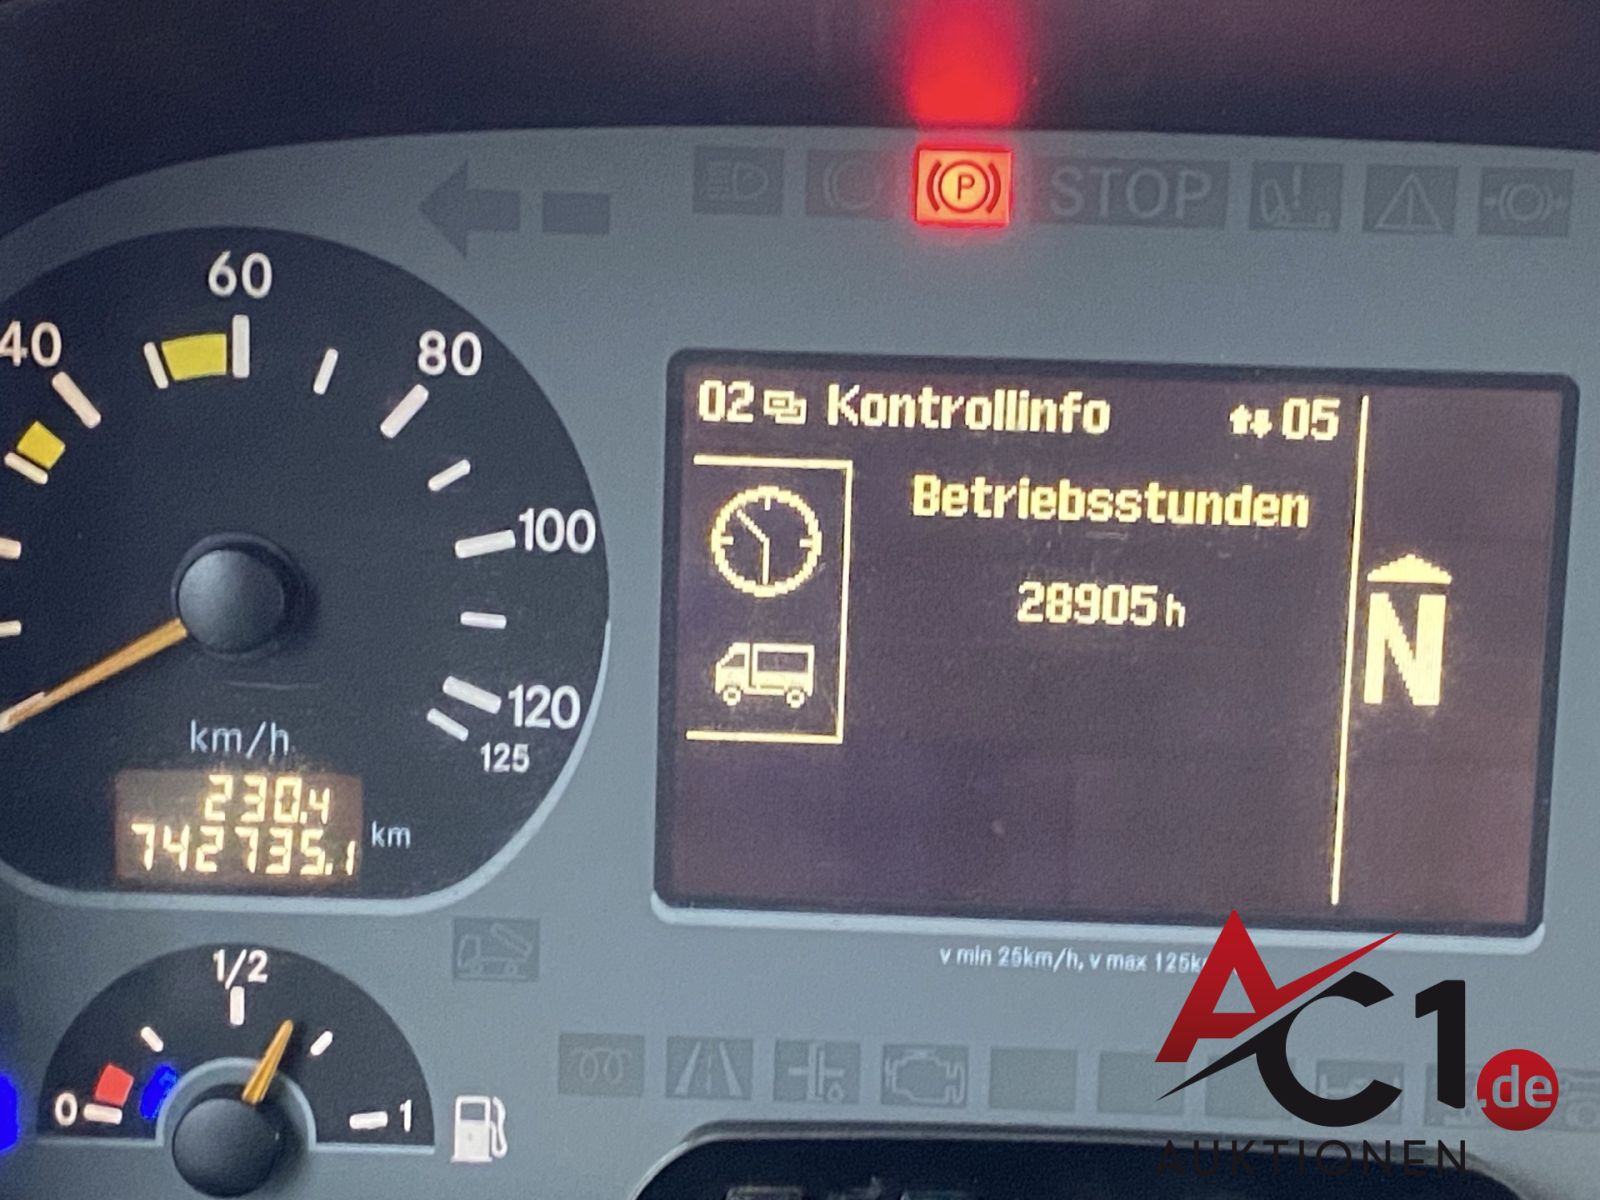 STOP
60
40
80
100
120
125
km/h
230.4
742735.1 km
02 Kontrollinfo 05
Betriebsstunden
28905 h
N
P
v min 25km/h, v max 125k
1/2
0
1
AC1.de
AUKTIONEN